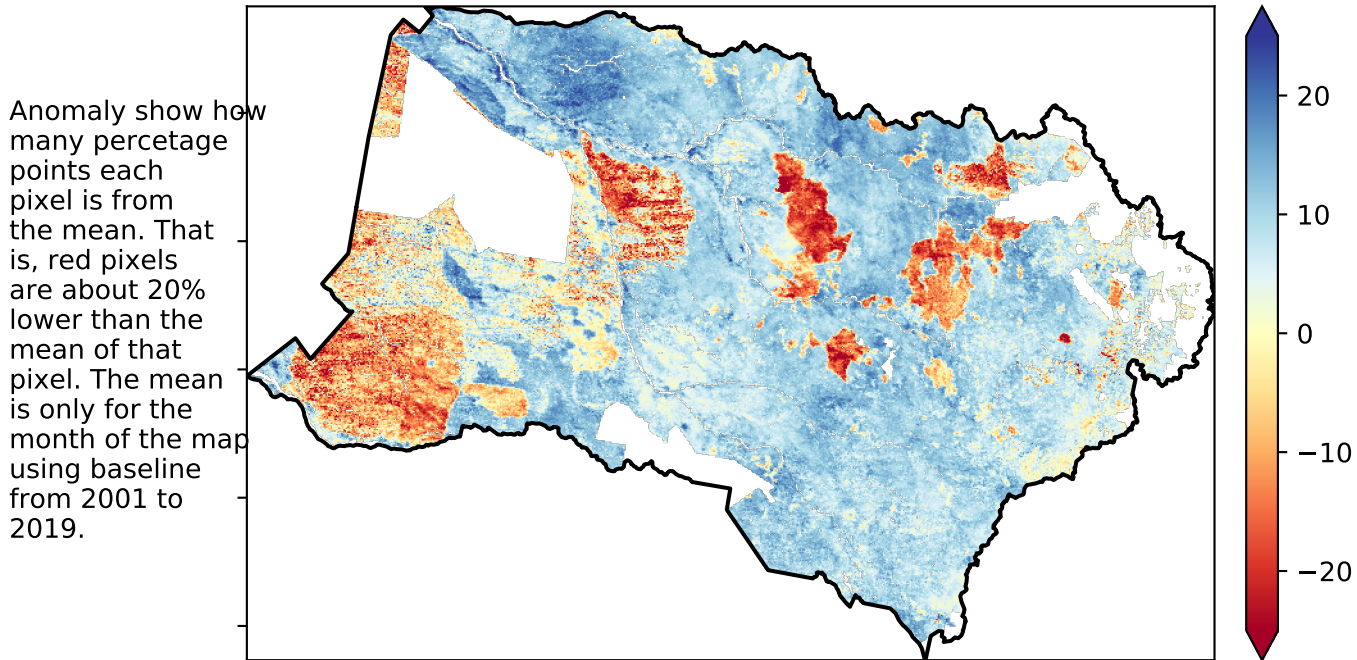 Anomaly show how
many percetage
points each
pixel is from
the mean. That
is, red pixels
are about 20%
lower than the
mean of that
pixel. The mean
is only for the
month of the map
using baseline
from 2001 to
2019.
20
10
0
−10
−20